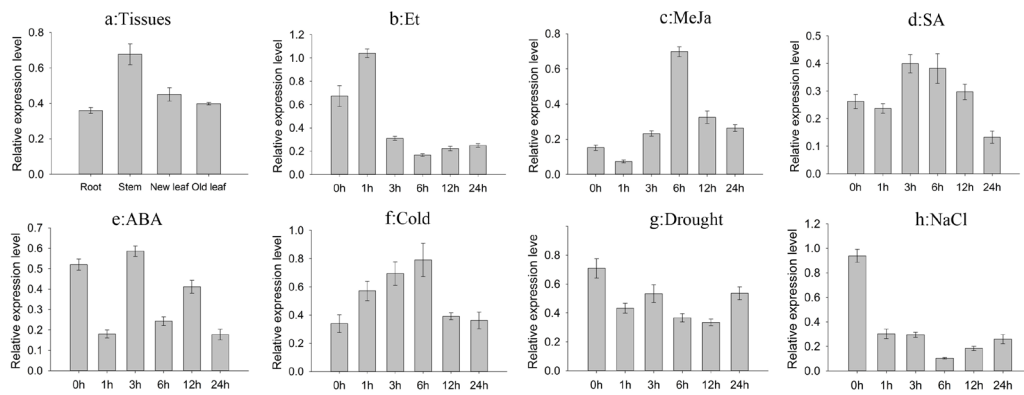 a:Tissues
Relative expression level
0.8
0.6
0.4
0.2
0.0
Root Stem New leaf Old leaf
b:Et
Relative expression level
1.2
1.0
0.8
0.6
0.4
0.2
0.0
0h 1h 3h 6h 12h 24h
c:MeJa
Relative expression level
0.8
0.6
0.4
0.2
0.0
0h 1h 3h 6h 12h 24h
d:SA
Relative expression level
0.5
0.4
0.3
0.2
0.1
0.0
0h 1h 3h 6h 12h 24h
e:ABA
Relative expression level
0.7
0.6
0.5
0.4
0.3
0.2
0.1
0.0
0h 1h 3h 6h 12h 24h
f:Cold
Relative expression level
1.0
0.8
0.6
0.4
0.2
0.0
0h 1h 3h 6h 12h 24h
g:Drought
Relative expression leve
0.8
0.6
0.4
0.2
0.0
0h 1h 3h 6h 12h 24h
h:NaCl
Relative expression level
1.2
1.0
0.8
0.6
0.4
0.2
0.0
0h 1h 3h 6h 12h 24h